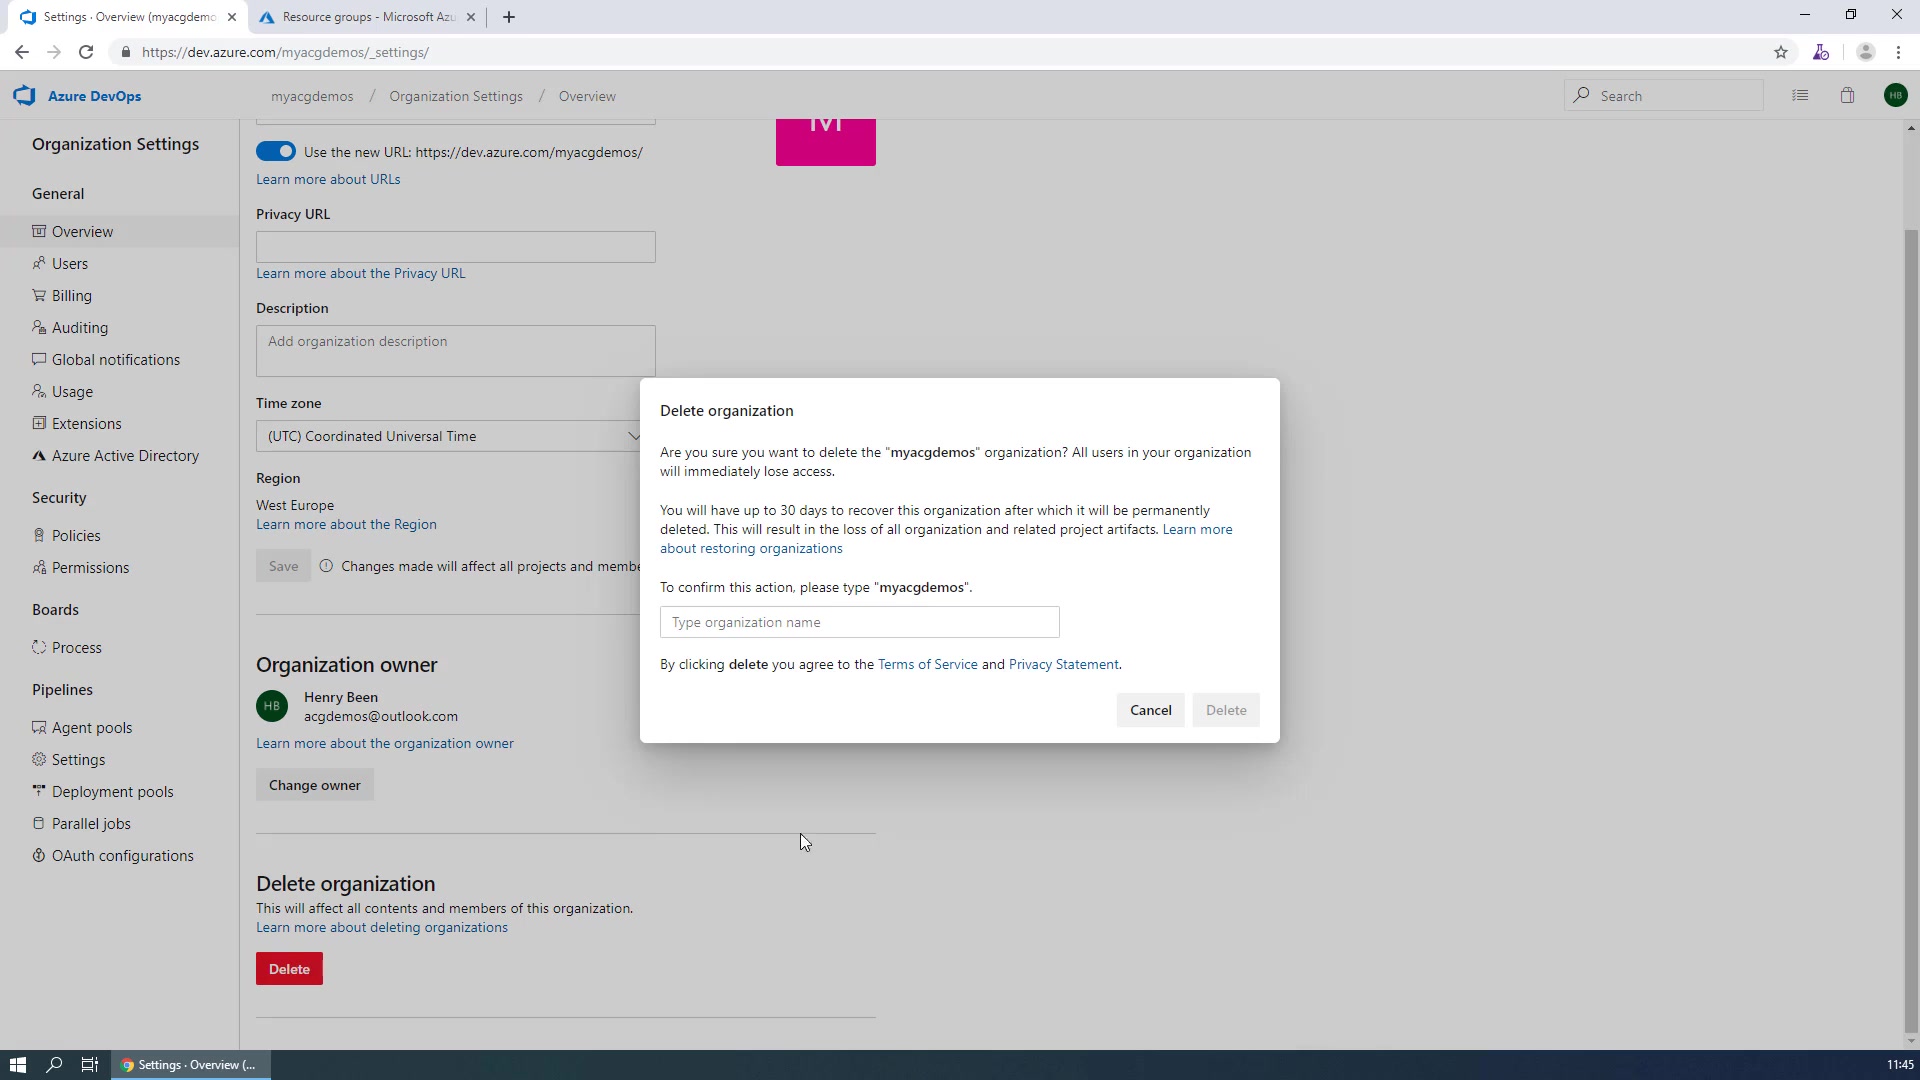 Settings · Overview (myacgdemo
Resource groups - Microsoft Azu
https://dev.azure.com/myacgdemos/_settings/
Azure DevOps
myacgdemos / Organization Settings / Overview
Search
HB
Organization Settings
General
Overview
Users
Billing
Auditing
Global notifications
Usage
Extensions
Azure Active Directory
Security
Policies
Permissions
Boards
Process
Pipelines
Agent pools
Settings
Deployment pools
Parallel jobs
OAuth configurations
M
Use the new URL: https://dev.azure.com/myacgdemos/
Learn more about URLs
Privacy URL
Learn more about the Privacy URL
Description
Add organization description
Time zone
(UTC) Coordinated Universal Time
Region
West Europe
Learn more about the Region
Save
Changes made will affect all projects and membe
Organization owner
HB
Henry Been
acgdemos@outlook.com
Learn more about the organization owner
Change owner
Delete organization
This will affect all contents and members of this organization.
Learn more about deleting organizations
Delete
Delete organization
Are you sure you want to delete the "myacgdemos" organization? All users in your organization
will immediately lose access.
You will have up to 30 days to recover this organization after which it will be permanently
deleted. This will result in the loss of all organization and related project artifacts. Learn more
about restoring organizations
To confirm this action, please type "myacgdemos".
Type organization name
By clicking delete you agree to the Terms of Service and Privacy Statement.
Cancel
Delete
Settings · Overview (...
11:45